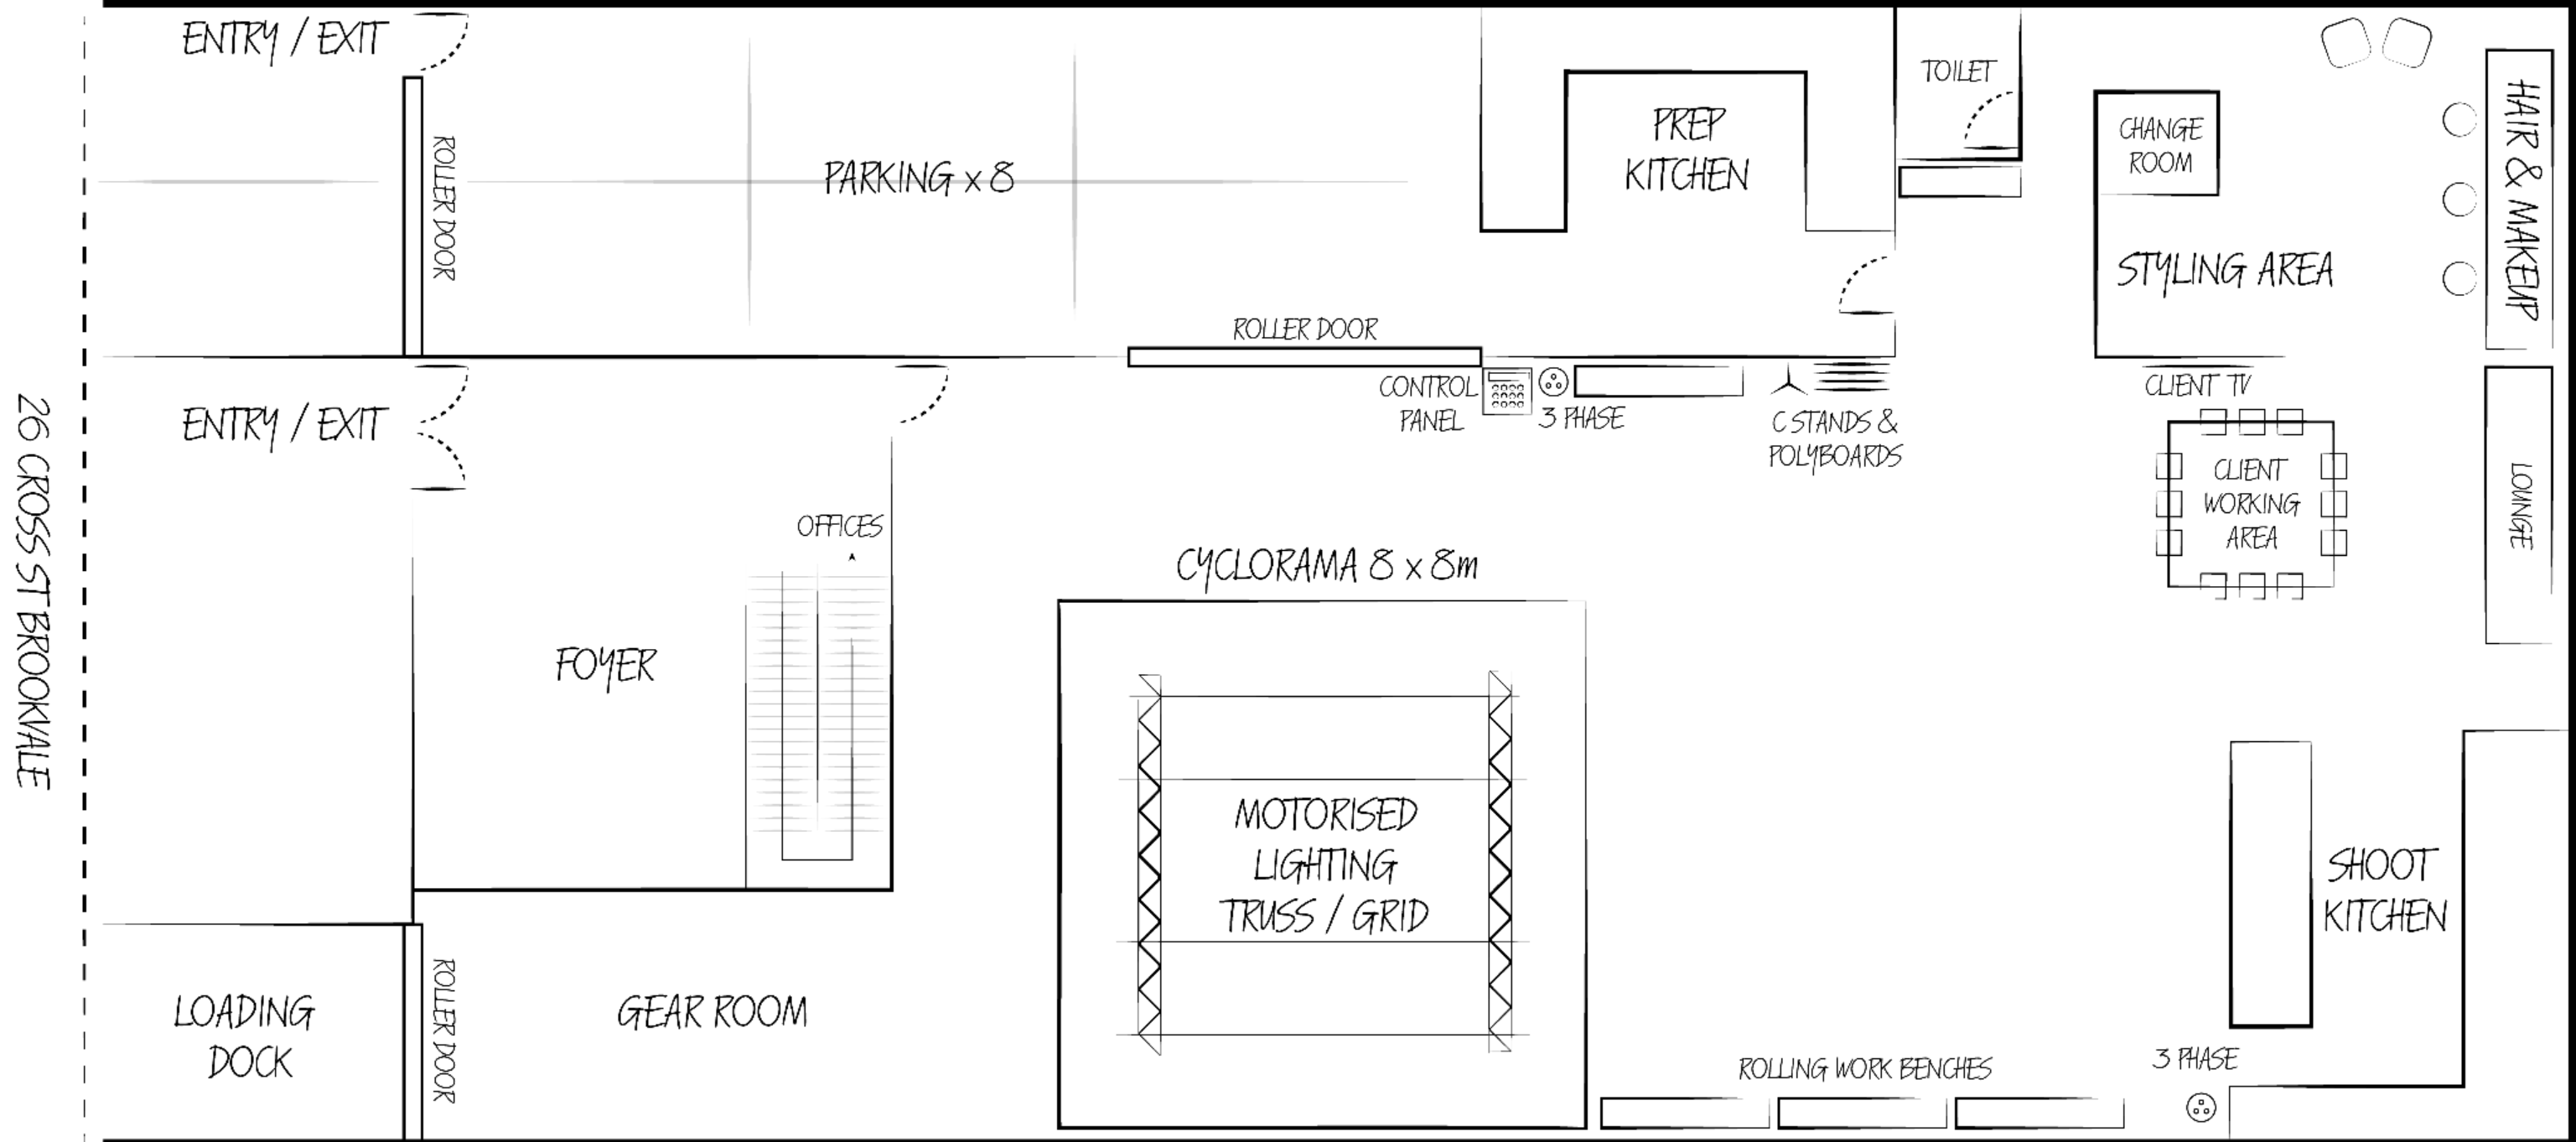 ENTRY / EXIT
ROLLER DOOR
PARKING x 8
PREP
KITCHEN
TOILET
CHANGE
ROOM
STYLING AREA
HAIR & MAKEUP
ROLLER DOOR
CONTROL
PANEL
3 PHASE
C STANDS &
POLYBOARDS
CLIENT TV
CLIENT
WORKING
AREA
LOUNGE
26 CROSS ST BROOKVALE
ENTRY / EXIT
OFFICES
FOYER
CYCLORAMA 8 x 8m
MOTORISED
LIGHTING
TRUSS / GRID
SHOOT
KITCHEN
LOADING
DOCK
ROLLER DOOR
GEAR ROOM
ROLLING WORK BENCHES
3 PHASE